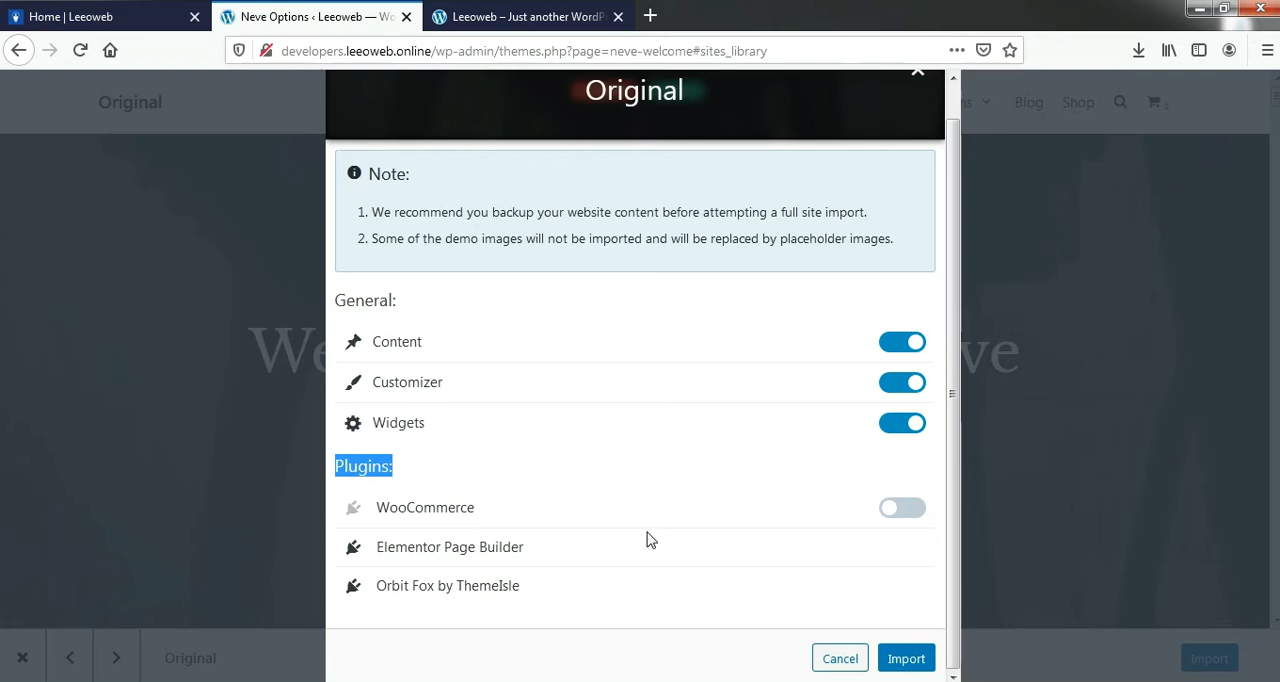 Home | Leeoweb
Neve Options ‹ Leeoweb — Wo
Leeoweb – Just another WordPr
developers.leeoweb.online/wp-admin/themes.php?page=neve-welcome#sites_library
Original
Original
Blog
Shop
0
Note:
1. We recommend you backup your website content before attempting a full site import.
2. Some of the demo images will not be imported and will be replaced by placeholder images.
General:
Content
Customizer
Widgets
Plugins:
WooCommerce
Elementor Page Builder
Orbit Fox by ThemeIsle
Cancel
Import
Original
Import